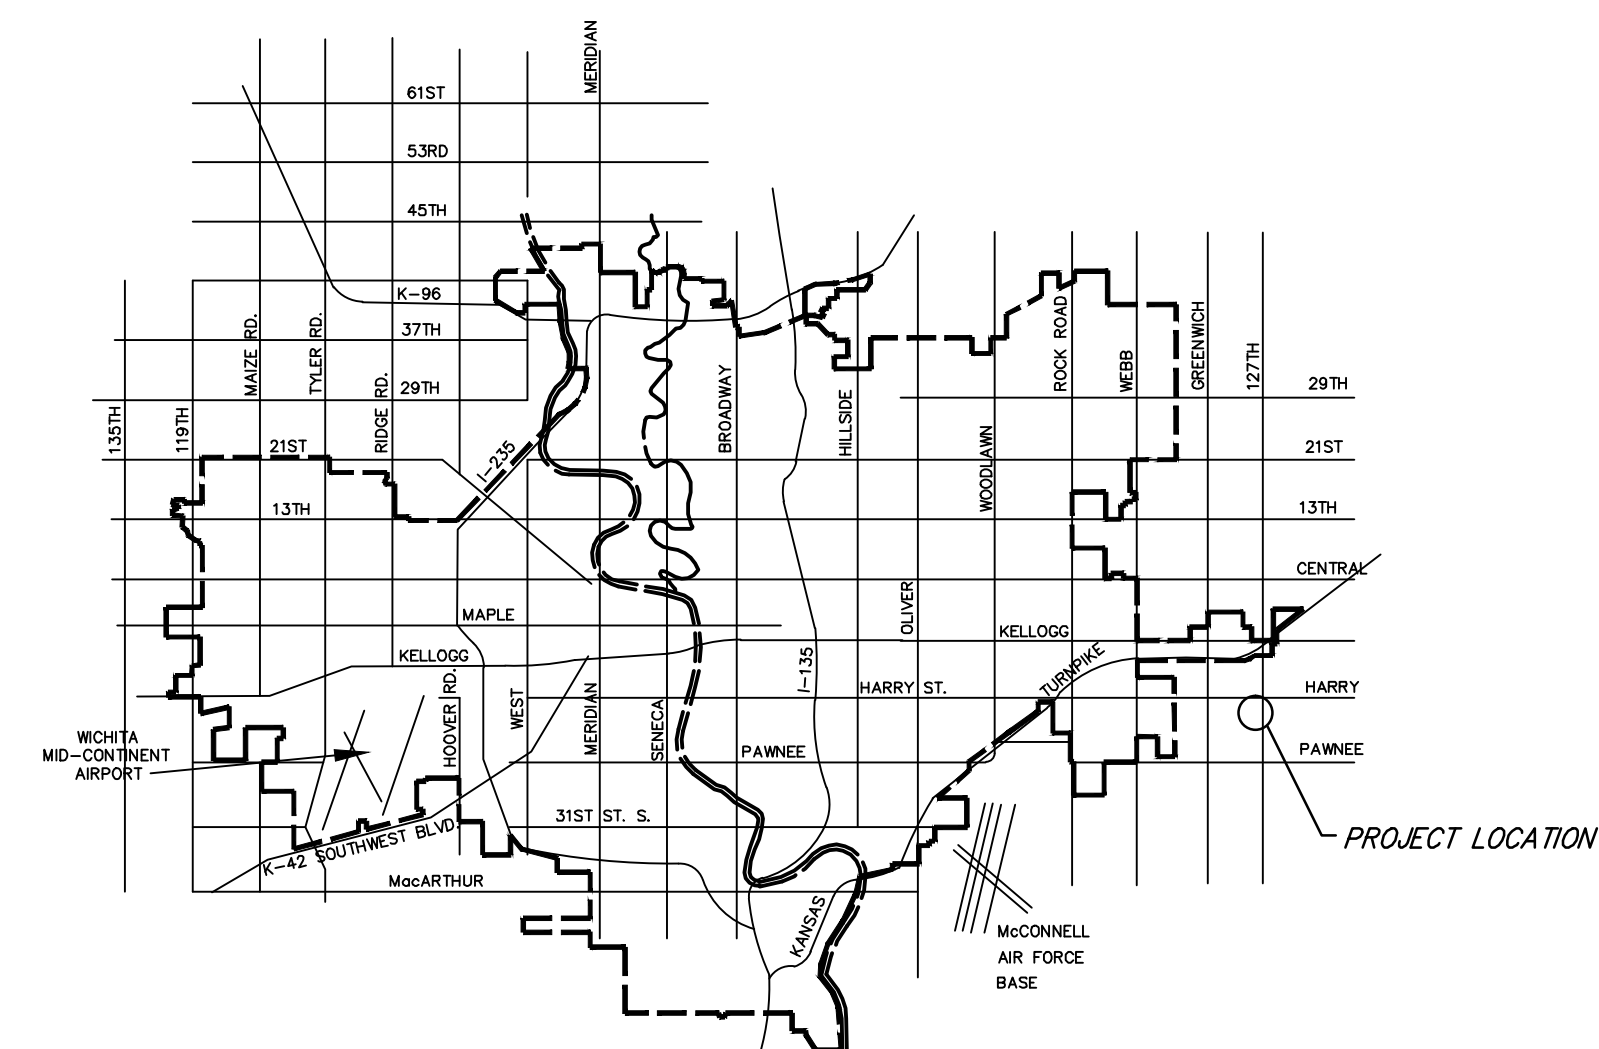 MERIDIAN
61ST
53RD
45TH
K-96
37TH
29TH
MAIZE RD.
TYLER RD.
RIDGE RD.
135TH
119TH
21ST
I-235
13TH
BROADWAY
HILLSIDE
WOODLAWN
ROCK ROAD
WEBB
GREENWICH
127TH
29TH
21ST
13TH
CENTRAL
MAPLE
OLIVER
KELLOGG
KELLOGG
I-135
TURNPIKE
HARRY ST.
HARRY
HOOVER RD.
WEST
MERIDIAN
SENECA
PAWNEE
PAWNEE
WICHITA
MID-CONTINENT
AIRPORT
31ST ST. S.
K-42 SOUTHWEST BLVD.
MacARTHUR
KANSAS
McCONNELL
AIR FORCE
BASE
PROJECT LOCATION